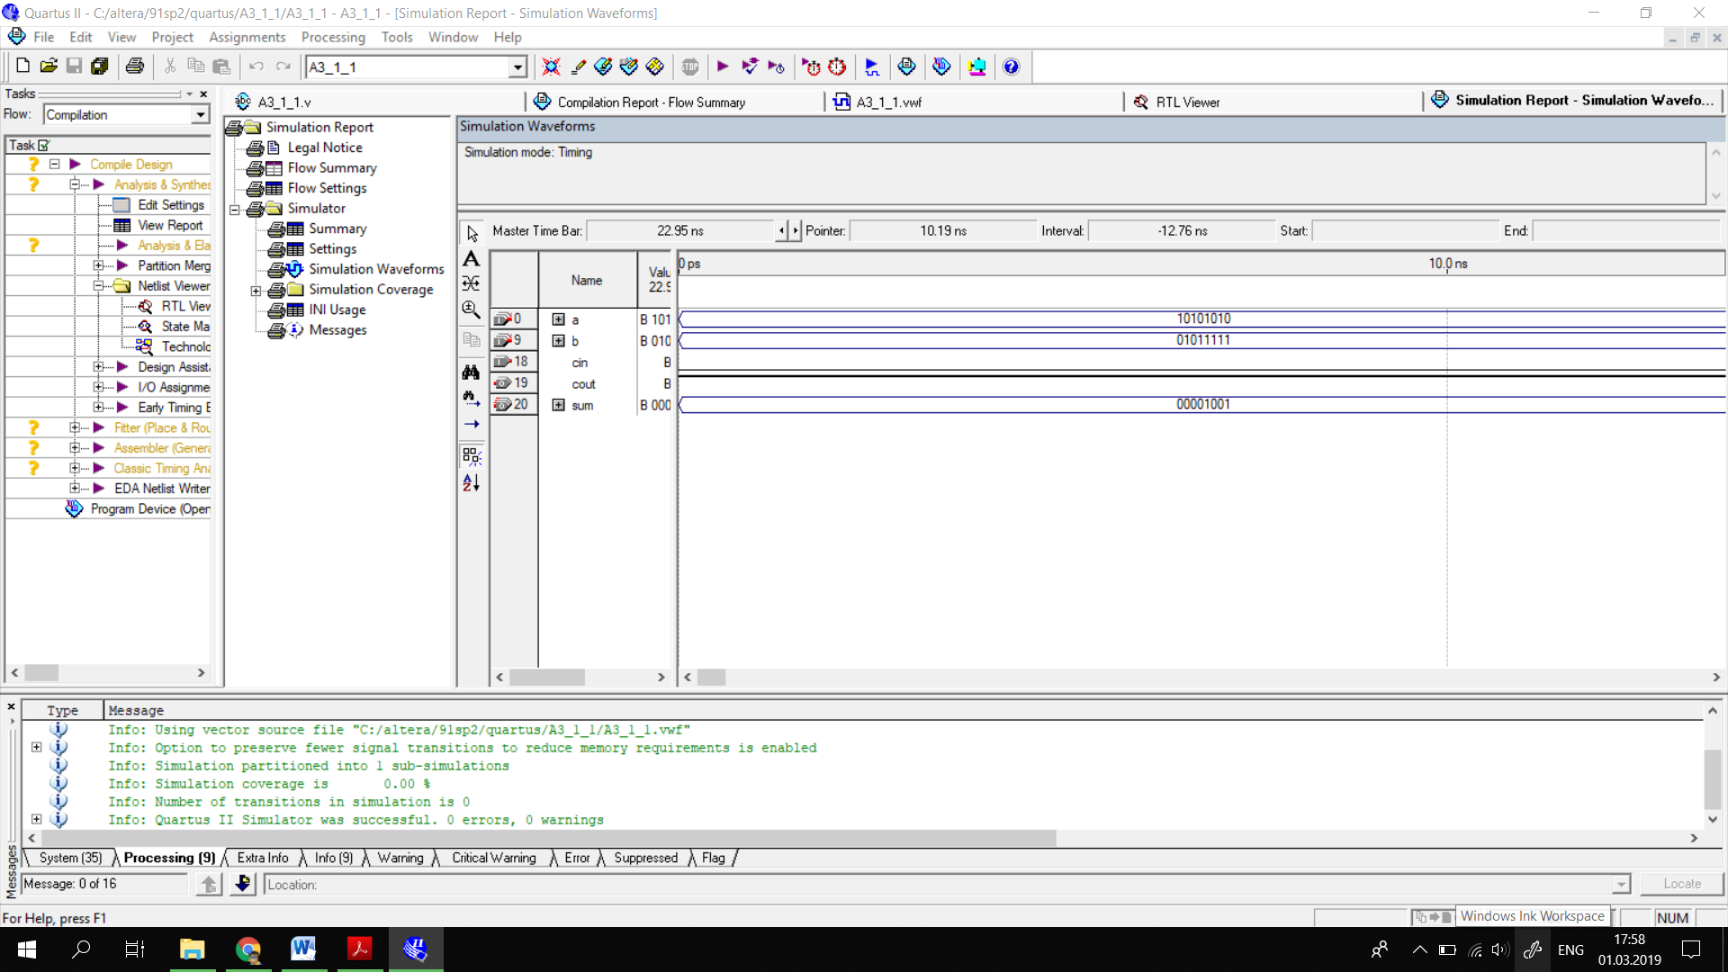 Quartus II - C:/altera/91sp2/quartus/A3_1_1/A3_1_1 - A3_1_1 - [Simulation Report - Simulation Waveforms]
File Edit View Project Assignments Processing Tools Window Help
A3_1_1
Tasks
Flow: Compilation
Task
Compile Design
Analysis & Synthes
Edit Settings
View Report
Analysis & Ela
Partition Merg
Netlist Viewer
RTL View
State Ma
Technolo
Design Assist
I/O Assignme
Early Timing E
Fitter (Place & Rou
Assembler (Genera
Classic Timing Ana
EDA Netlist Writer
Program Device (Open
A3_1_1.v
Compilation Report - Flow Summary
A3_1_1.vwf
RTL Viewer
Simulation Report - Simulation Wavefo...
Simulation Report
Legal Notice
Flow Summary
Flow Settings
Simulator
Summary
Settings
Simulation Waveforms
Simulation Coverage
INI Usage
Messages
Simulation Waveforms
Simulation mode: Timing
Master Time Bar: 22.95 ns Pointer: 10.19 ns Interval: -12.76 ns Start: End:
Name Valu 22.9 0 ps 10.0 ns
0 a B 101 10101010
9 b B 010 01011111
18 cin B
19 cout B
20 sum B 000 00001001
Type Message
Info: Using vector source file "C:/altera/91sp2/quartus/A3_1_1/A3_1_1.vwf"
Info: Option to preserve fewer signal transitions to reduce memory requirements is enabled
Info: Simulation partitioned into 1 sub-simulations
Info: Simulation coverage is 0.00 %
Info: Number of transitions in simulation is 0
Info: Quartus II Simulator was successful. 0 errors, 0 warnings
System (35) Processing (9) Extra Info Info (9) Warning Critical Warning Error Suppressed Flag
Messages
Message: 0 of 16 Location: Locate
For Help, press F1 Windows Ink Workspace NUM
ENG 17:58
01.03.2019